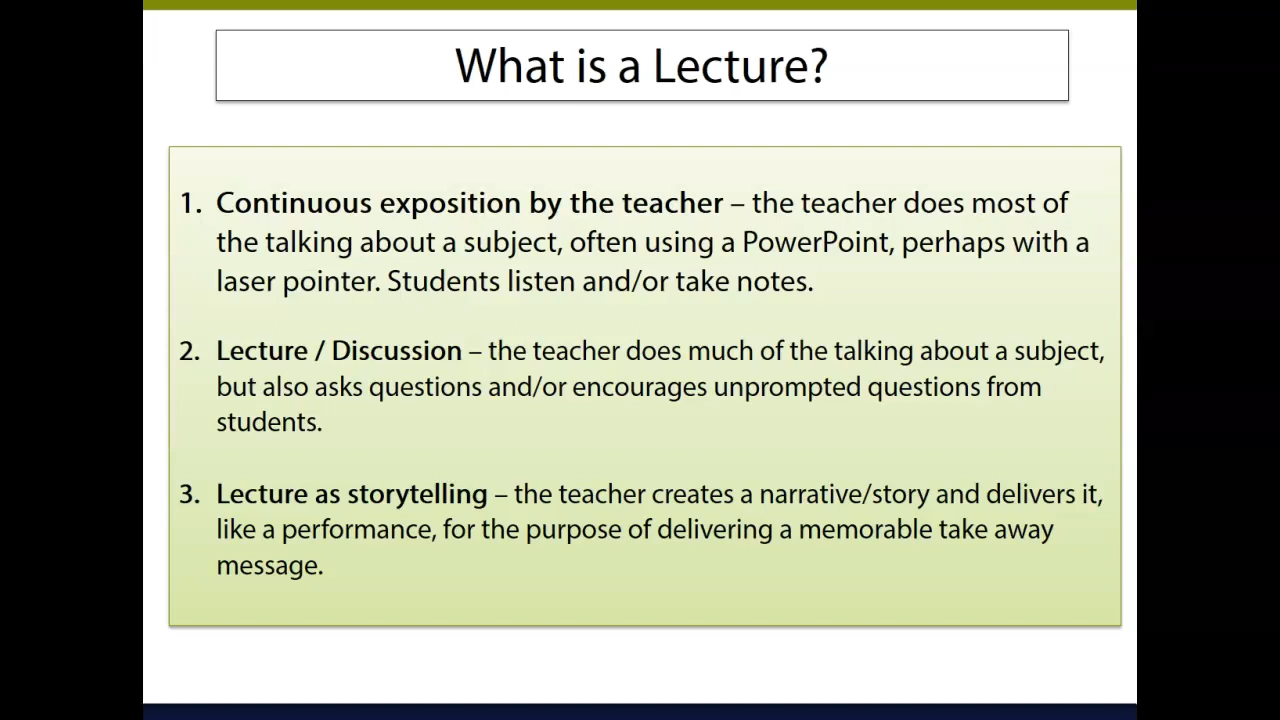 What is a Lecture?
1. Continuous exposition by the teacher – the teacher does most of
the talking about a subject, often using a PowerPoint, perhaps with a
laser pointer. Students listen and/or take notes.
2. Lecture / Discussion – the teacher does much of the talking about a subject,
but also asks questions and/or encourages unprompted questions from
students.
3. Lecture as storytelling – the teacher creates a narrative/story and delivers it,
like a performance, for the purpose of delivering a memorable take away
message.